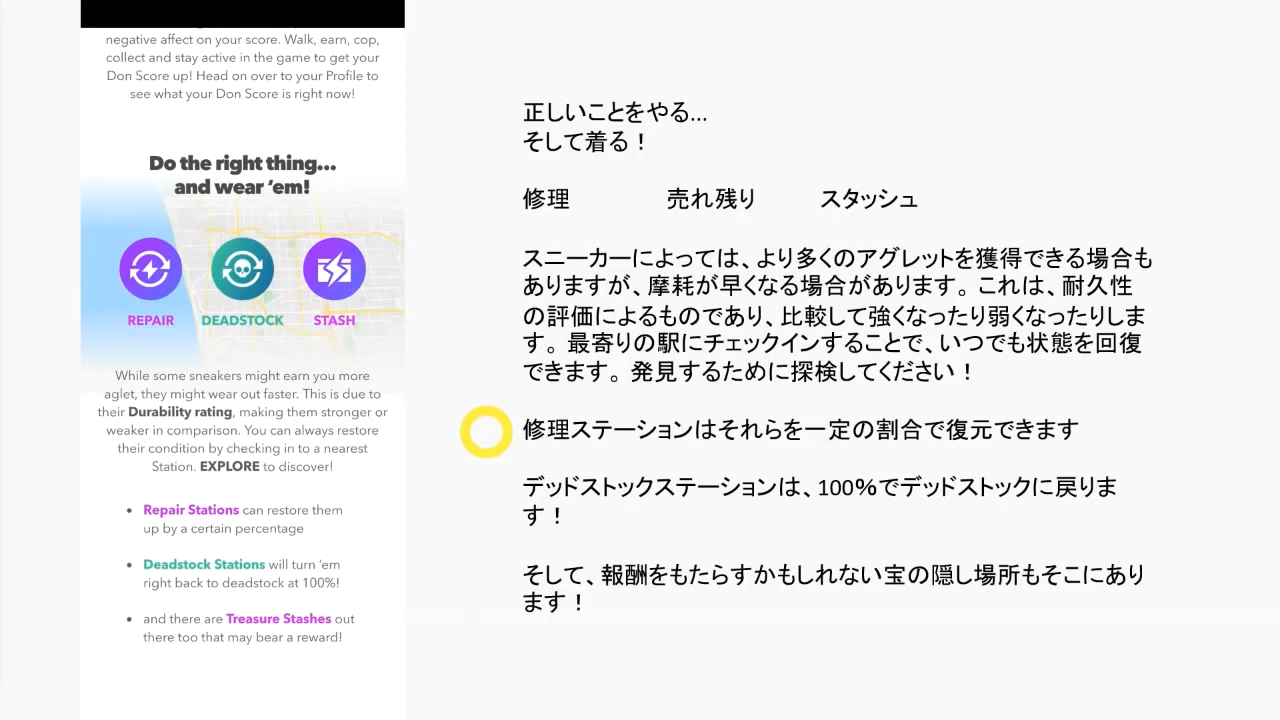 negative affect on your score. Walk, earn, cop,
collect and stay active in the game to get your
Don Score up! Head on over to your Profile to
see what your Don Score is right now!
Do the right thing...
and wear ‘em!
REPAIR DEADSTOCK STASH
While some sneakers might earn you more
aglet, they might wear out faster. This is due to
their Durability rating, making them stronger or
weaker in comparison. You can always restore
their condition by checking in to a nearest
Station. EXPLORE to discover!
• Repair Stations can restore them
up by a certain percentage
• Deadstock Stations will turn ‘em
right back to deadstock at 100%!
• and there are Treasure Stashes out
there too that may bear a reward!
正しいことをやる...
そして着る！
修理 売れ残り スタッシュ
スニーカーによっては、より多くのアグレットを獲得できる場合も
ありますが、摩耗が早くなる場合があります。これは、耐久性
の評価によるものであり、比較して強くなったり弱くなったりしま
す。最寄りの駅にチェックインすることで、いつでも状態を回復
できます。発見するために探検してください！
修理ステーションはそれらを一定の割合で復元できます
デッドストックステーションは、100％でデッドストックに戻りま
す！
そして、報酬をもたらすかもしれない宝の隠し場所もそこにあり
ます！